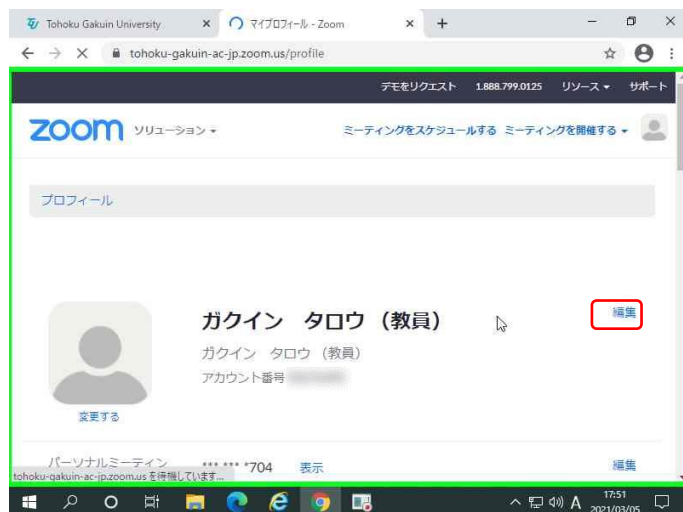 Tohoku Gakuin University
マイプロフィール - Zoom
tohoku-gakuin-ac-jp.zoom.us/profile
デモをリクエスト 1.888.799.0125 リソース サポート
zoom ソリューション ミーティングをスケジュールする ミーティングを開催する
プロフィール
編集
ガクイン タロウ (教員)
ガクイン タロウ (教員)
アカウント番号
変更する
パーソナルミーティン *** *** *704 表示 編集
tohoku-gakuin-ac-jp.zoom.us を待機しています...
A 17:51
2021/03/05